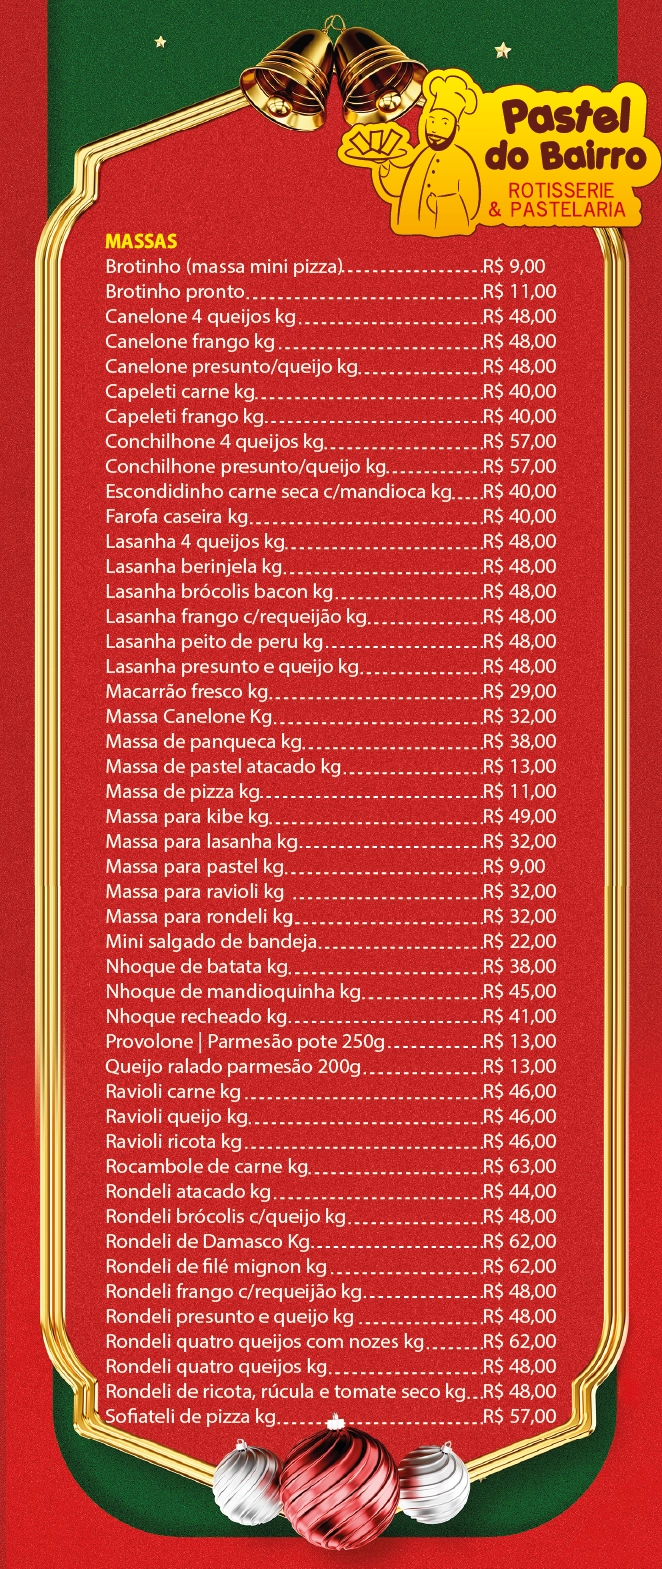 Pastel
do Bairro
ROTISSERIE
& PASTELARIA
MASSAS
Brotinho (massa mini pizza)........................R$ 9,00
Brotinho pronto........................R$ 11,00
Canelone 4 queijos kg........................R$ 48,00
Canelone frango kg........................R$ 48,00
Canelone presunto/queijo kg........................R$ 48,00
Capeleti carne kg........................R$ 40,00
Capeleti frango kg........................R$ 40,00
Conchilhone 4 queijos kg........................R$ 57,00
Conchilhone presunto/queijo kg........................R$ 57,00
Escondidinho carne seca c/mandioca kg.....R$ 40,00
Farofa caseira kg........................R$ 40,00
Lasanha 4 queijos kg........................R$ 48,00
Lasanha berinjela kg........................R$ 48,00
Lasanha brócolis bacon kg........................R$ 48,00
Lasanha frango c/requeijão kg........................R$ 48,00
Lasanha peito de peru kg........................R$ 48,00
Lasanha presunto e queijo kg........................R$ 48,00
Macarrão fresco kg........................R$ 29,00
Massa Canelone Kg........................R$ 32,00
Massa de panqueca kg........................R$ 38,00
Massa de pastel atacado kg........................R$ 13,00
Massa de pizza kg........................R$ 11,00
Massa para kibe kg........................R$ 49,00
Massa para lasanha kg........................R$ 32,00
Massa para pastel kg........................R$ 9,00
Massa para ravioli kg ........................R$ 32,00
Massa para rondeli kg........................R$ 32,00
Mini salgado de bandeja........................R$ 22,00
Nhoque de batata kg........................R$ 38,00
Nhoque de mandioquinha kg........................R$ 45,00
Nhoque recheado kg........................R$ 41,00
Provolone | Parmesão pote 250g..................R$ 13,00
Queijo ralado parmesão 200g........................R$ 13,00
Ravioli carne kg........................R$ 46,00
Ravioli queijo kg........................R$ 46,00
Ravioli ricota kg........................R$ 46,00
Rocambole de carne kg........................R$ 63,00
Rondeli atacado kg........................R$ 44,00
Rondeli brócolis c/queijo kg........................R$ 48,00
Rondeli de Damasco Kg........................R$ 62,00
Rondeli de filé mignon kg........................R$ 62,00
Rondeli frango c/requeijão kg........................R$ 48,00
Rondeli presunto e queijo kg ........................R$ 48,00
Rondeli quatro queijos com nozes kg..........R$ 62,00
Rondeli quatro queijos kg........................R$ 48,00
Rondeli de ricota, rúcula e tomate seco kg...R$ 48,00
Sofiateli de pizza kg........................R$ 57,00